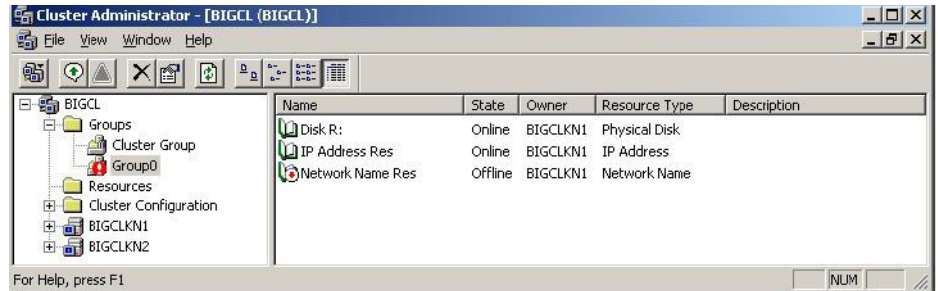 Cluster Administrator - [BIGCL (BIGCL)]
File View Window Help
BIGCL
Groups
Cluster Group
Group0
Resources
Cluster Configuration
BIGCLKN1
BIGCLKN2
Name State Owner Resource Type Description
Disk R: Online BIGCLKN1 Physical Disk
IP Address Res Online BIGCLKN1 IP Address
Network Name Res Offline BIGCLKN1 Network Name
For Help, press F1 NUM